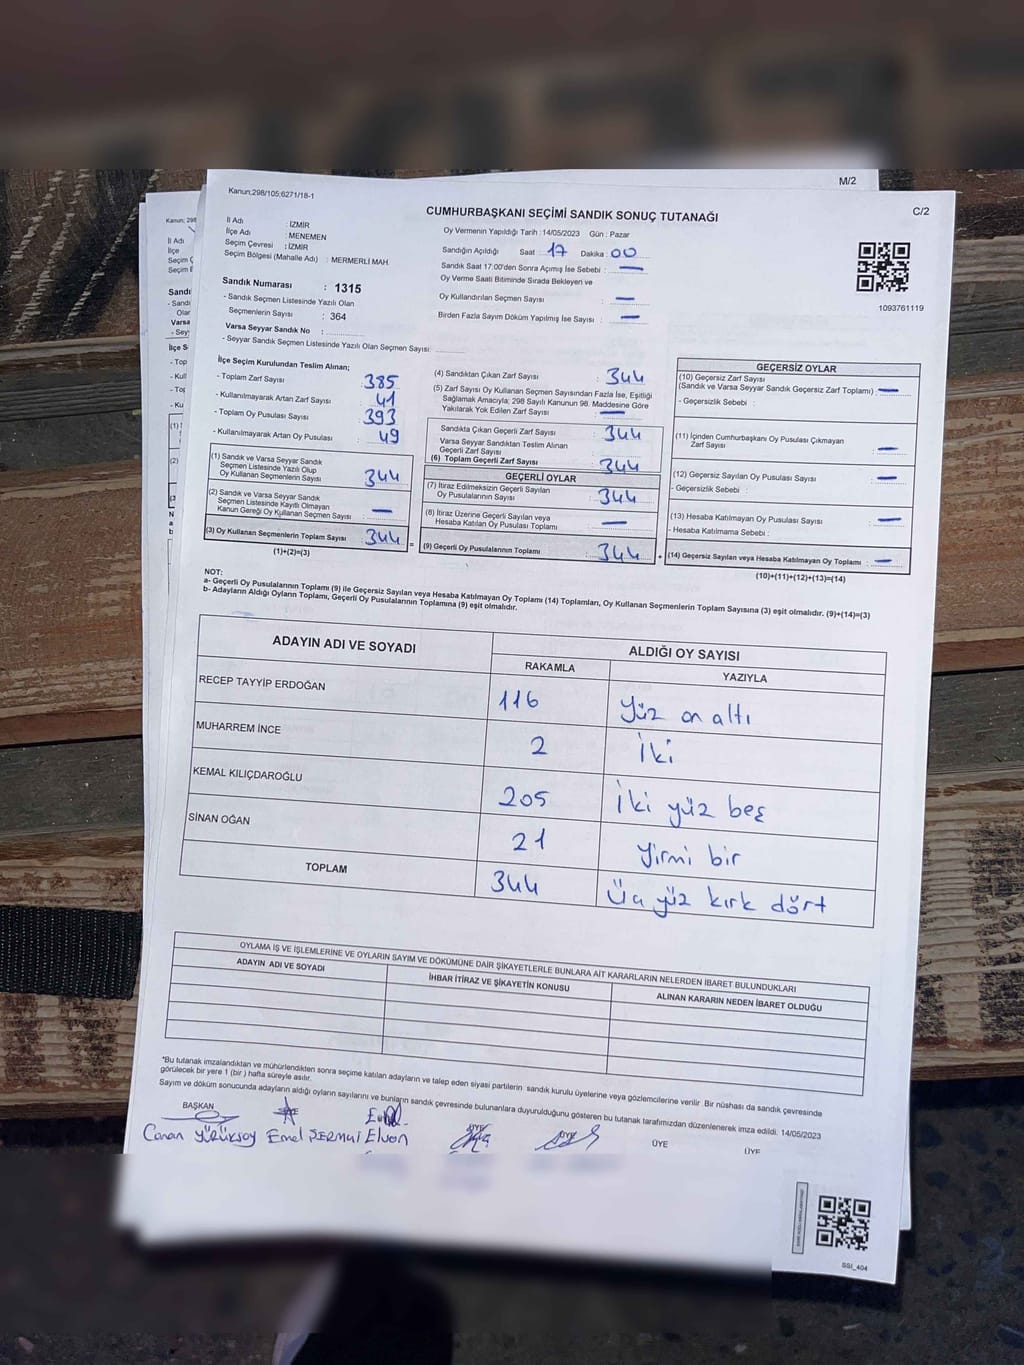 M/2
Kanun;298/105;6271/18-1
C/2
CUMHURBAŞKANI SEÇİMİ SANDIK SONUÇ TUTANAĞI
İl Adı : İZMİR
İlçe Adı : MENEMEN
Seçim Çevresi : İZMİR
Seçim Bölgesi (Mahalle Adı) : MERMERLİ MAH.
Oy Vermenin Yapıldığı Tarih :14/05/2023 Gün : Pazar
Sandığın Açıldığı Saat : 17 Dakika : 00
Sandık Saat 17:00'den Sonra Açımış İse Sebebi : —
Oy Verme Saati Bitiminde Sırada Bekleyen ve
Oy Kullandırılan Seçmen Sayısı : —
Birden Fazla Sayım Döküm Yapılmış İse Sayısı : —
1093761119
Sandık Numarası : 1315
- Sandık Seçmen Listesinde Yazılı Olan
Seçmenlerin Sayısı : 364
Varsa Seyyar Sandık No :
- Seyyar Sandık Seçmen Listesinde Yazılı Olan Seçmen Sayısı:
İlçe Seçim Kurulundan Teslim Alınan;
- Toplam Zarf Sayısı : 385
- Kullanılmayarak Artan Zarf Sayısı : 41
- Toplam Oy Pusulası Sayısı : 393
- Kullanılmayarak Artan Oy Pusulası : 49
(1) Sandık ve Varsa Seyyar Sandık
Seçmen Listesinde Yazılı Olup
Oy Kullanan Seçmenlerin Sayısı : 344
(2) Sandık ve Varsa Seyyar Sandık
Seçmen Listesinde Kayıtlı Olmayan
Kanun Gereği Oy Kullanan Seçmen Sayısı : —
(3) Oy Kullanan Seçmenlerin Toplam Sayısı : 344
(1)+(2)=(3)
(4) Sandıktan Çıkan Zarf Sayısı : 344
(5) Zarf Sayısı Oy Kullanan Seçmen Sayısından Fazla İse, Eşitliği
Sağlamak Amacıyla; 298 Sayılı Kanunun 98. Maddesine Göre
Yakılarak Yok Edilen Zarf Sayısı : —
Sandıkta Çıkan Geçerli Zarf Sayısı : 344
Varsa Seyyar Sandıktan Teslim Alınan
Geçerli Zarf Sayısı :
(6) Toplam Geçerli Zarf Sayısı : 344
GEÇERLİ OYLAR
(7) İtiraz Edilmeksizin Geçerli Sayılan
Oy Pusulalarının Sayısı : 344
(8) İtiraz Üzerine Geçerli Sayılan veya
Hesaba Katılan Oy Pusulası Toplamı : —
(9) Geçerli Oy Pusulalarının Toplamı : 344
GEÇERSİZ OYLAR
(10) Geçersiz Zarf Sayısı
(Sandık ve Varsa Seyyar Sandık Geçersiz Zarf Toplamı) : —
- Geçersizlik Sebebi :
(11) İçinden Cumhurbaşkanı Oy Pusulası Çıkmayan
Zarf Sayısı : —
(12) Geçersiz Sayılan Oy Pusulası Sayısı : —
- Geçersizlik Sebebi :
(13) Hesaba Katılmayan Oy Pusulası Sayısı : —
- Hesaba Katılmama Sebebi :
(14) Geçersiz Sayılan veya Hesaba Katılmayan Oy Toplamı : —
(10)+(11)+(12)+(13)=(14)
NOT:
a- Geçerli Oy Pusulalarının Toplamı (9) ile Geçersiz Sayılan veya Hesaba Katılmayan Oy Toplamı (14) Toplamları, Oy Kullanan Seçmenlerin Toplam Sayısına (3) eşit olmalıdır. (9)+(14)=(3)
b- Adayların Aldığı Oyların Toplamı, Geçerli Oy Pusulalarının Toplamına (9) eşit olmalıdır.
ADAYIN ADI VE SOYADI ALDIĞI OY SAYISI
RAKAMLA YAZIYLA
RECEP TAYYİP ERDOĞAN 116 Yüz on altı
MUHARREM İNCE 2 İki
KEMAL KILIÇDAROĞLU 205 İki yüz beş
SİNAN OĞAN 21 Yirmi bir
TOPLAM 344 Üç yüz kırk dört
OYLAMA İŞ VE İŞLEMLERİNE VE OYLARIN SAYIM VE DÖKÜMÜNE DAİR ŞİKAYETLERLE BUNLARA AİT KARARLARIN NELERDEN İBARET BULUNDUKLARI
ADAYIN ADI VE SOYADI İHBAR İTİRAZ VE ŞİKAYETİN KONUSU ALINAN KARARIN NEDEN İBARET OLDUĞU
*Bu tutanak imzalandıktan ve mühürlendikten sonra seçime katılan adayların ve talep eden siyasi partilerin sandık kurulu üyelerine veya gözlemcilerine verilir .Bir nüshası da sandık çevresinde
görülecek bir yere 1 (bir ) hafta süreyle asılır.
Sayım ve döküm sonucunda adayların aldığı oyların sayılarını ve bunların sandık çevresinde bulunanlara duyurulduğunu gösteren bu tutanak tarafımızdan düzenlenerek imza edildi. 14/05/2023
BAŞKAN
Canan YÜRÜKSOY Emel
ÜYE ÜYE
SSI_404